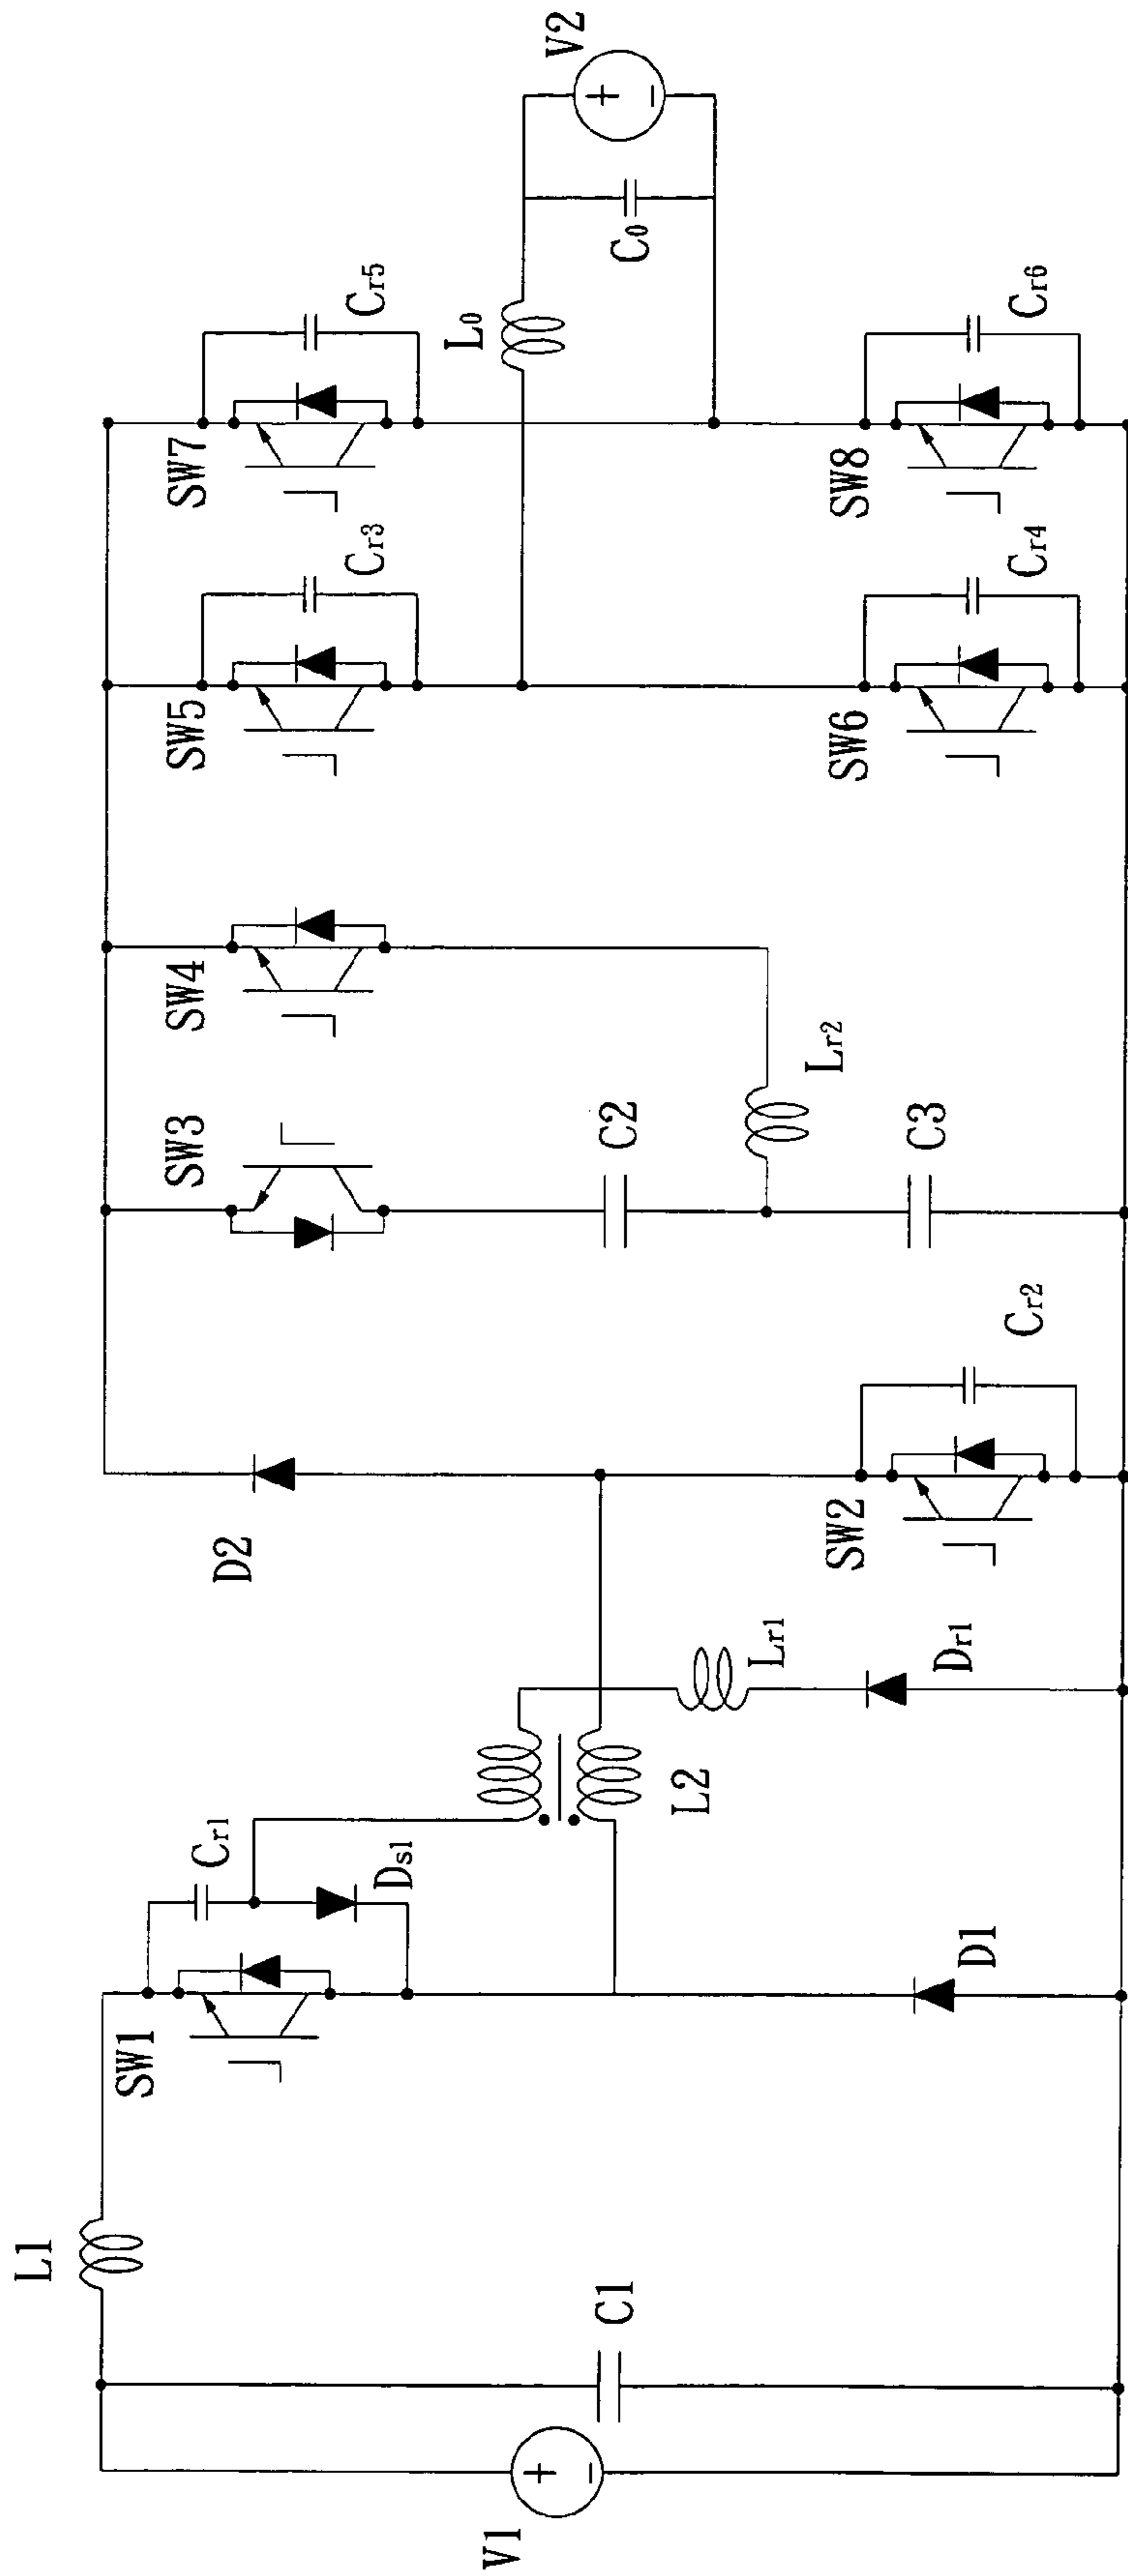 V2
+
−
C0
Cr5
L0
Cr6
SW7
SW8
Cr3
Cr4
SW5
SW6
SW4
Lr2
SW3
C2
C3
Cr2
D2
SW2
Lr1
Dr1
L2
Cr1
Ds1
D1
SW1
L1
C1
+
−
V1